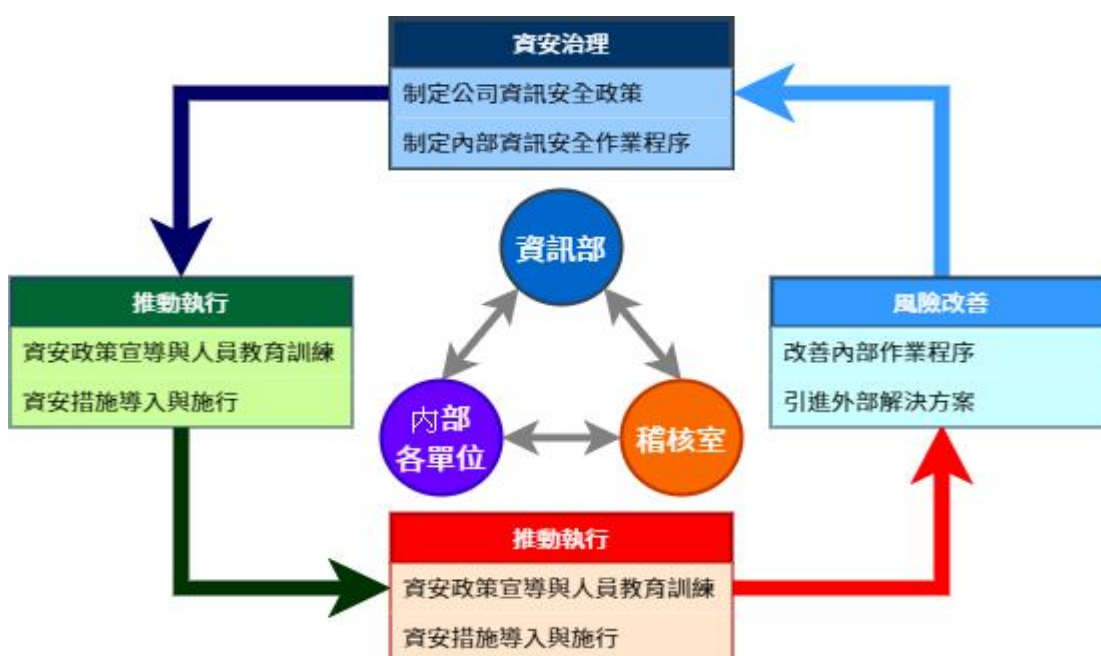 資安治理
制定公司資訊安全政策
制定內部資訊安全作業程序
資訊部
推動執行
資安政策宣導與人員教育訓練
資安措施導入與施行
風險改善
改善內部作業程序
引進外部解決方案
內部
各單位
稽核室
推動執行
資安政策宣導與人員教育訓練
資安措施導入與施行